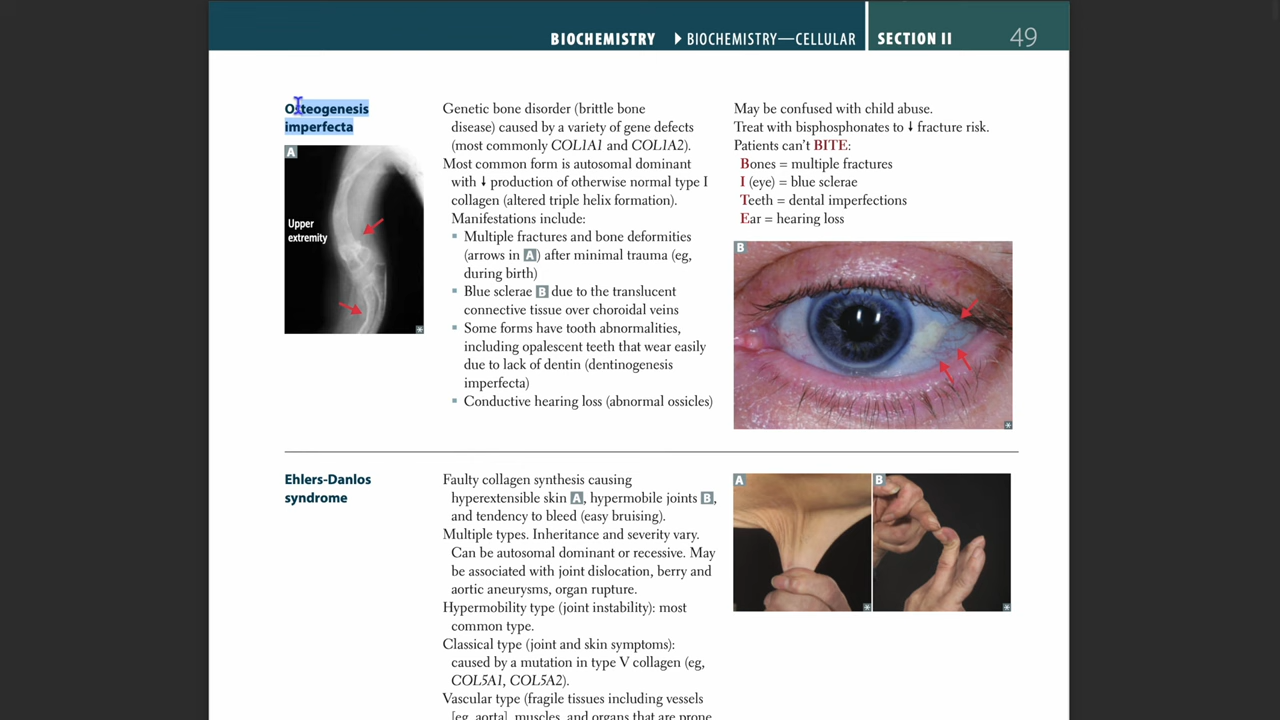 BIOCHEMISTRY ▶ BIOCHEMISTRY—CELLULAR SECTION II 49
Osteogenesis
imperfecta
A
Upper
extremity
Genetic bone disorder (brittle bone
disease) caused by a variety of gene defects
(most commonly COL1A1 and COL1A2).
Most common form is autosomal dominant
with ↓ production of otherwise normal type I
collagen (altered triple helix formation).
Manifestations include:
▪ Multiple fractures and bone deformities
(arrows in A) after minimal trauma (eg,
during birth)
▪ Blue sclerae B due to the translucent
connective tissue over choroidal veins
▪ Some forms have tooth abnormalities,
including opalescent teeth that wear easily
due to lack of dentin (dentinogenesis
imperfecta)
▪ Conductive hearing loss (abnormal ossicles)
May be confused with child abuse.
Treat with bisphosphonates to ↓ fracture risk.
Patients can't BITE:
Bones = multiple fractures
I (eye) = blue sclerae
Teeth = dental imperfections
Ear = hearing loss
B
Ehlers-Danlos
syndrome
Faulty collagen synthesis causing
hyperextensible skin A, hypermobile joints B,
and tendency to bleed (easy bruising).
Multiple types. Inheritance and severity vary.
Can be autosomal dominant or recessive. May
be associated with joint dislocation, berry and
aortic aneurysms, organ rupture.
Hypermobility type (joint instability): most
common type.
Classical type (joint and skin symptoms):
caused by a mutation in type V collagen (eg,
COL5A1, COL5A2).
Vascular type (fragile tissues including vessels
[eg, aorta], muscles, and organs that are prone
A
B